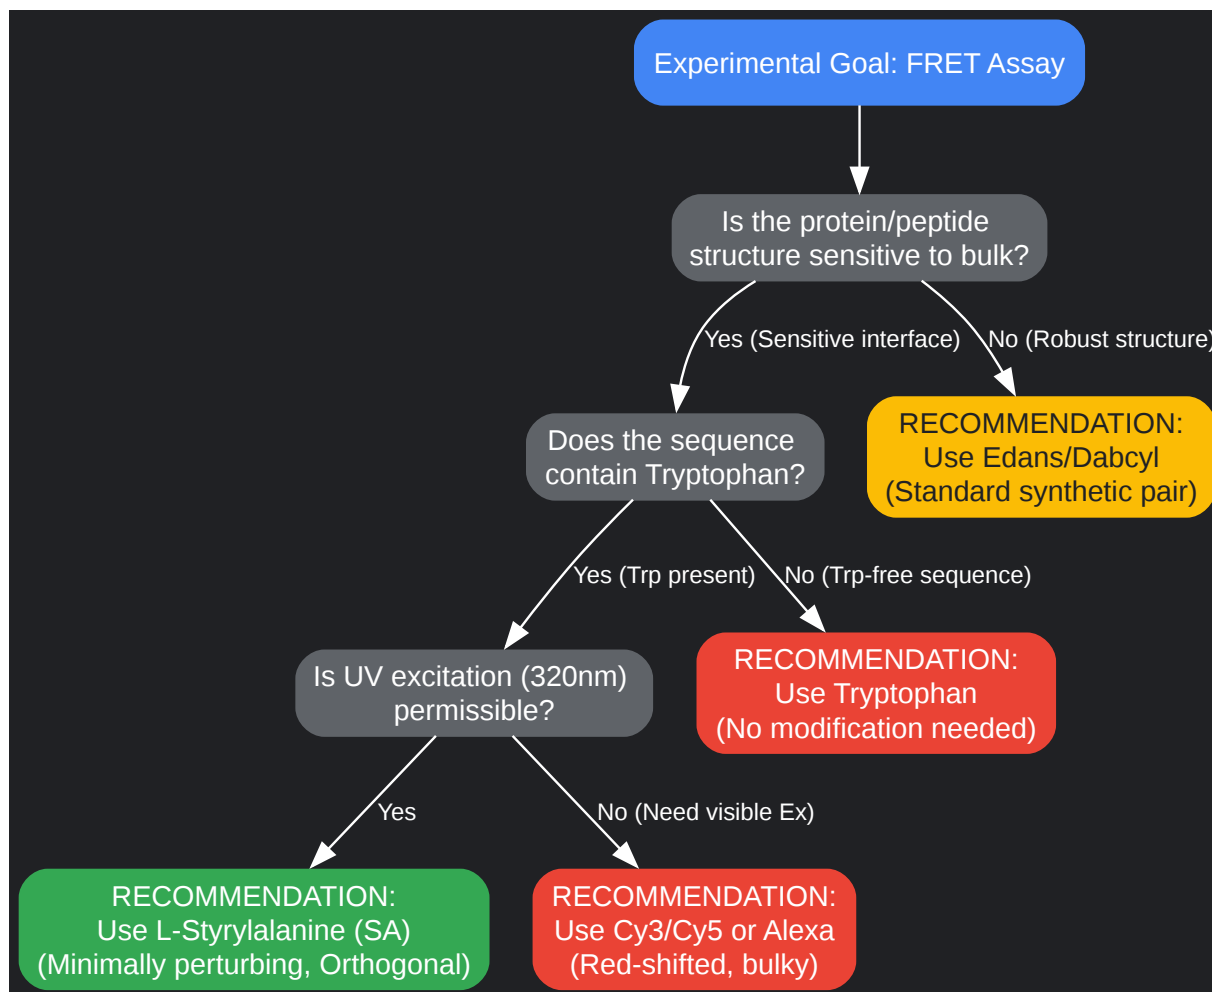 Experimental Goal: FRET Assay
Is the protein/peptide
structure sensitive to bulk?
Yes (Sensitive interface)
No (Robust structure)
Does the sequence
contain Tryptophan?
RECOMMENDATION:
Use Edans/Dabcyl
(Standard synthetic pair)
Yes (Trp present)
No (Trp-free sequence)
Is UV excitation (320nm)
permissible?
RECOMMENDATION:
Use Tryptophan
(No modification needed)
Yes
No (Need visible Ex)
RECOMMENDATION:
Use L-Styrylalanine (SA)
(Minimally perturbing, Orthogonal)
RECOMMENDATION:
Use Cy3/Cy5 or Alexa
(Red-shifted, bulky)